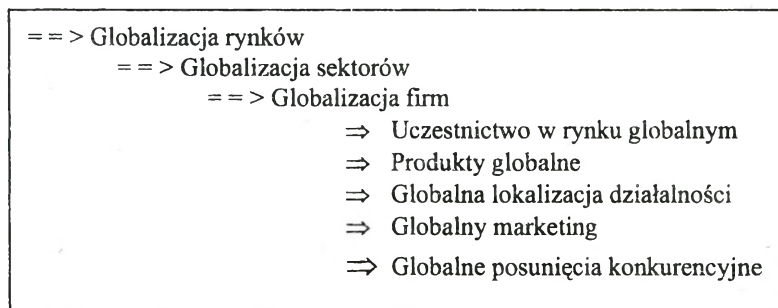 = = > Globalizacja rynków
= = > Globalizacja sektorów
= = > Globalizacja firm
⇒ Uczestnictwo w rynku globalnym
⇒ Produkty globalne
⇒ Globalna lokalizacja działalności
⇒ Globalny marketing
⇒ Globalne posunięcia konkurencyjne